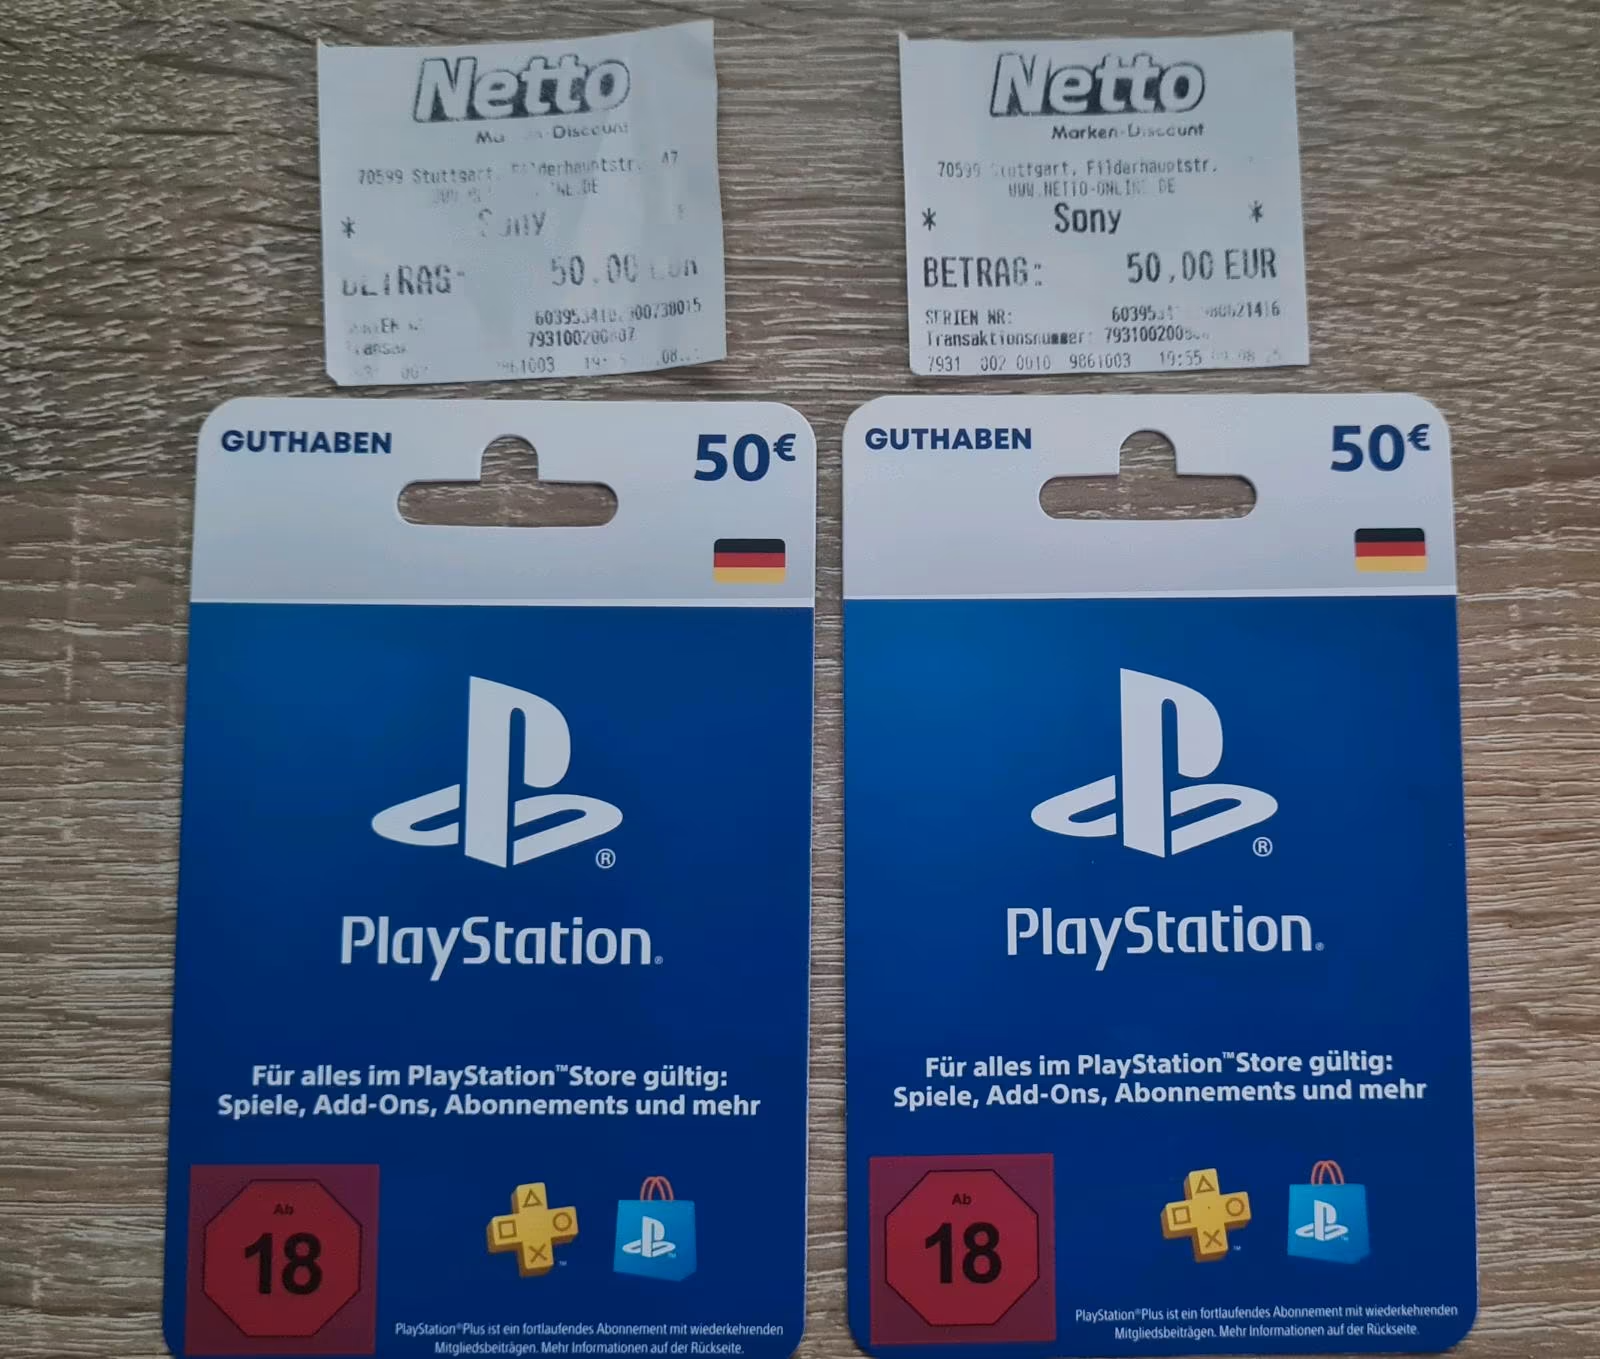 Netto
Discount
70599 Stuttgart, 47
BETRAG:
50,00
7931002000
GUTHABEN
50€
PlayStation®
Für alles im PlayStation™Store gültig:
Spiele, Add-Ons, Abonnements und mehr
Ab
18
PlayStation®Plus ist ein fortlaufendes Abonnement mit wiederkehrenden
Mitgliedsbeiträgen. Mehr Informationen auf der Rückseite.
Netto
Marken-Discount
70599 Stuttgart, Filderhauptstr.
WWW.NETTO-ONLINE.DE
* Sony *
BETRAG: 50,00 EUR
SERIEN NR:
Transaktionsnummer:
7931 002 0010 9861003 19:55
GUTHABEN
50€
PlayStation®
Für alles im PlayStation™Store gültig:
Spiele, Add-Ons, Abonnements und mehr
Ab
18
PlayStation®Plus ist ein fortlaufendes Abonnement mit wiederkehrenden
Mitgliedsbeiträgen. Mehr Informationen auf der Rückseite.